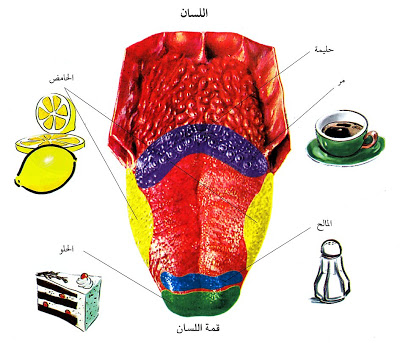 اللسان
حليمة
الحامض
مر
المالح
الحلو
قمة اللسان